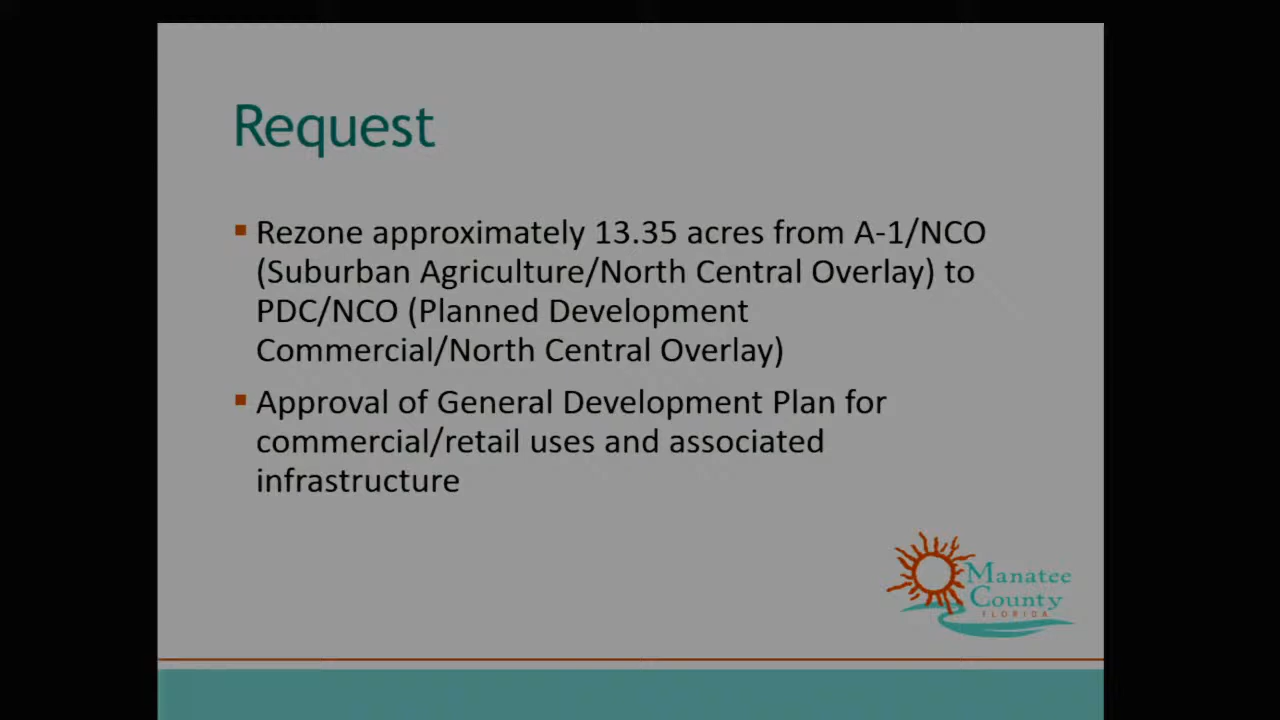 Request
▪ Rezone approximately 13.35 acres from A-1/NCO
(Suburban Agriculture/North Central Overlay) to
PDC/NCO (Planned Development
Commercial/North Central Overlay)
▪ Approval of General Development Plan for
commercial/retail uses and associated
infrastructure
Manatee
County
FLORIDA